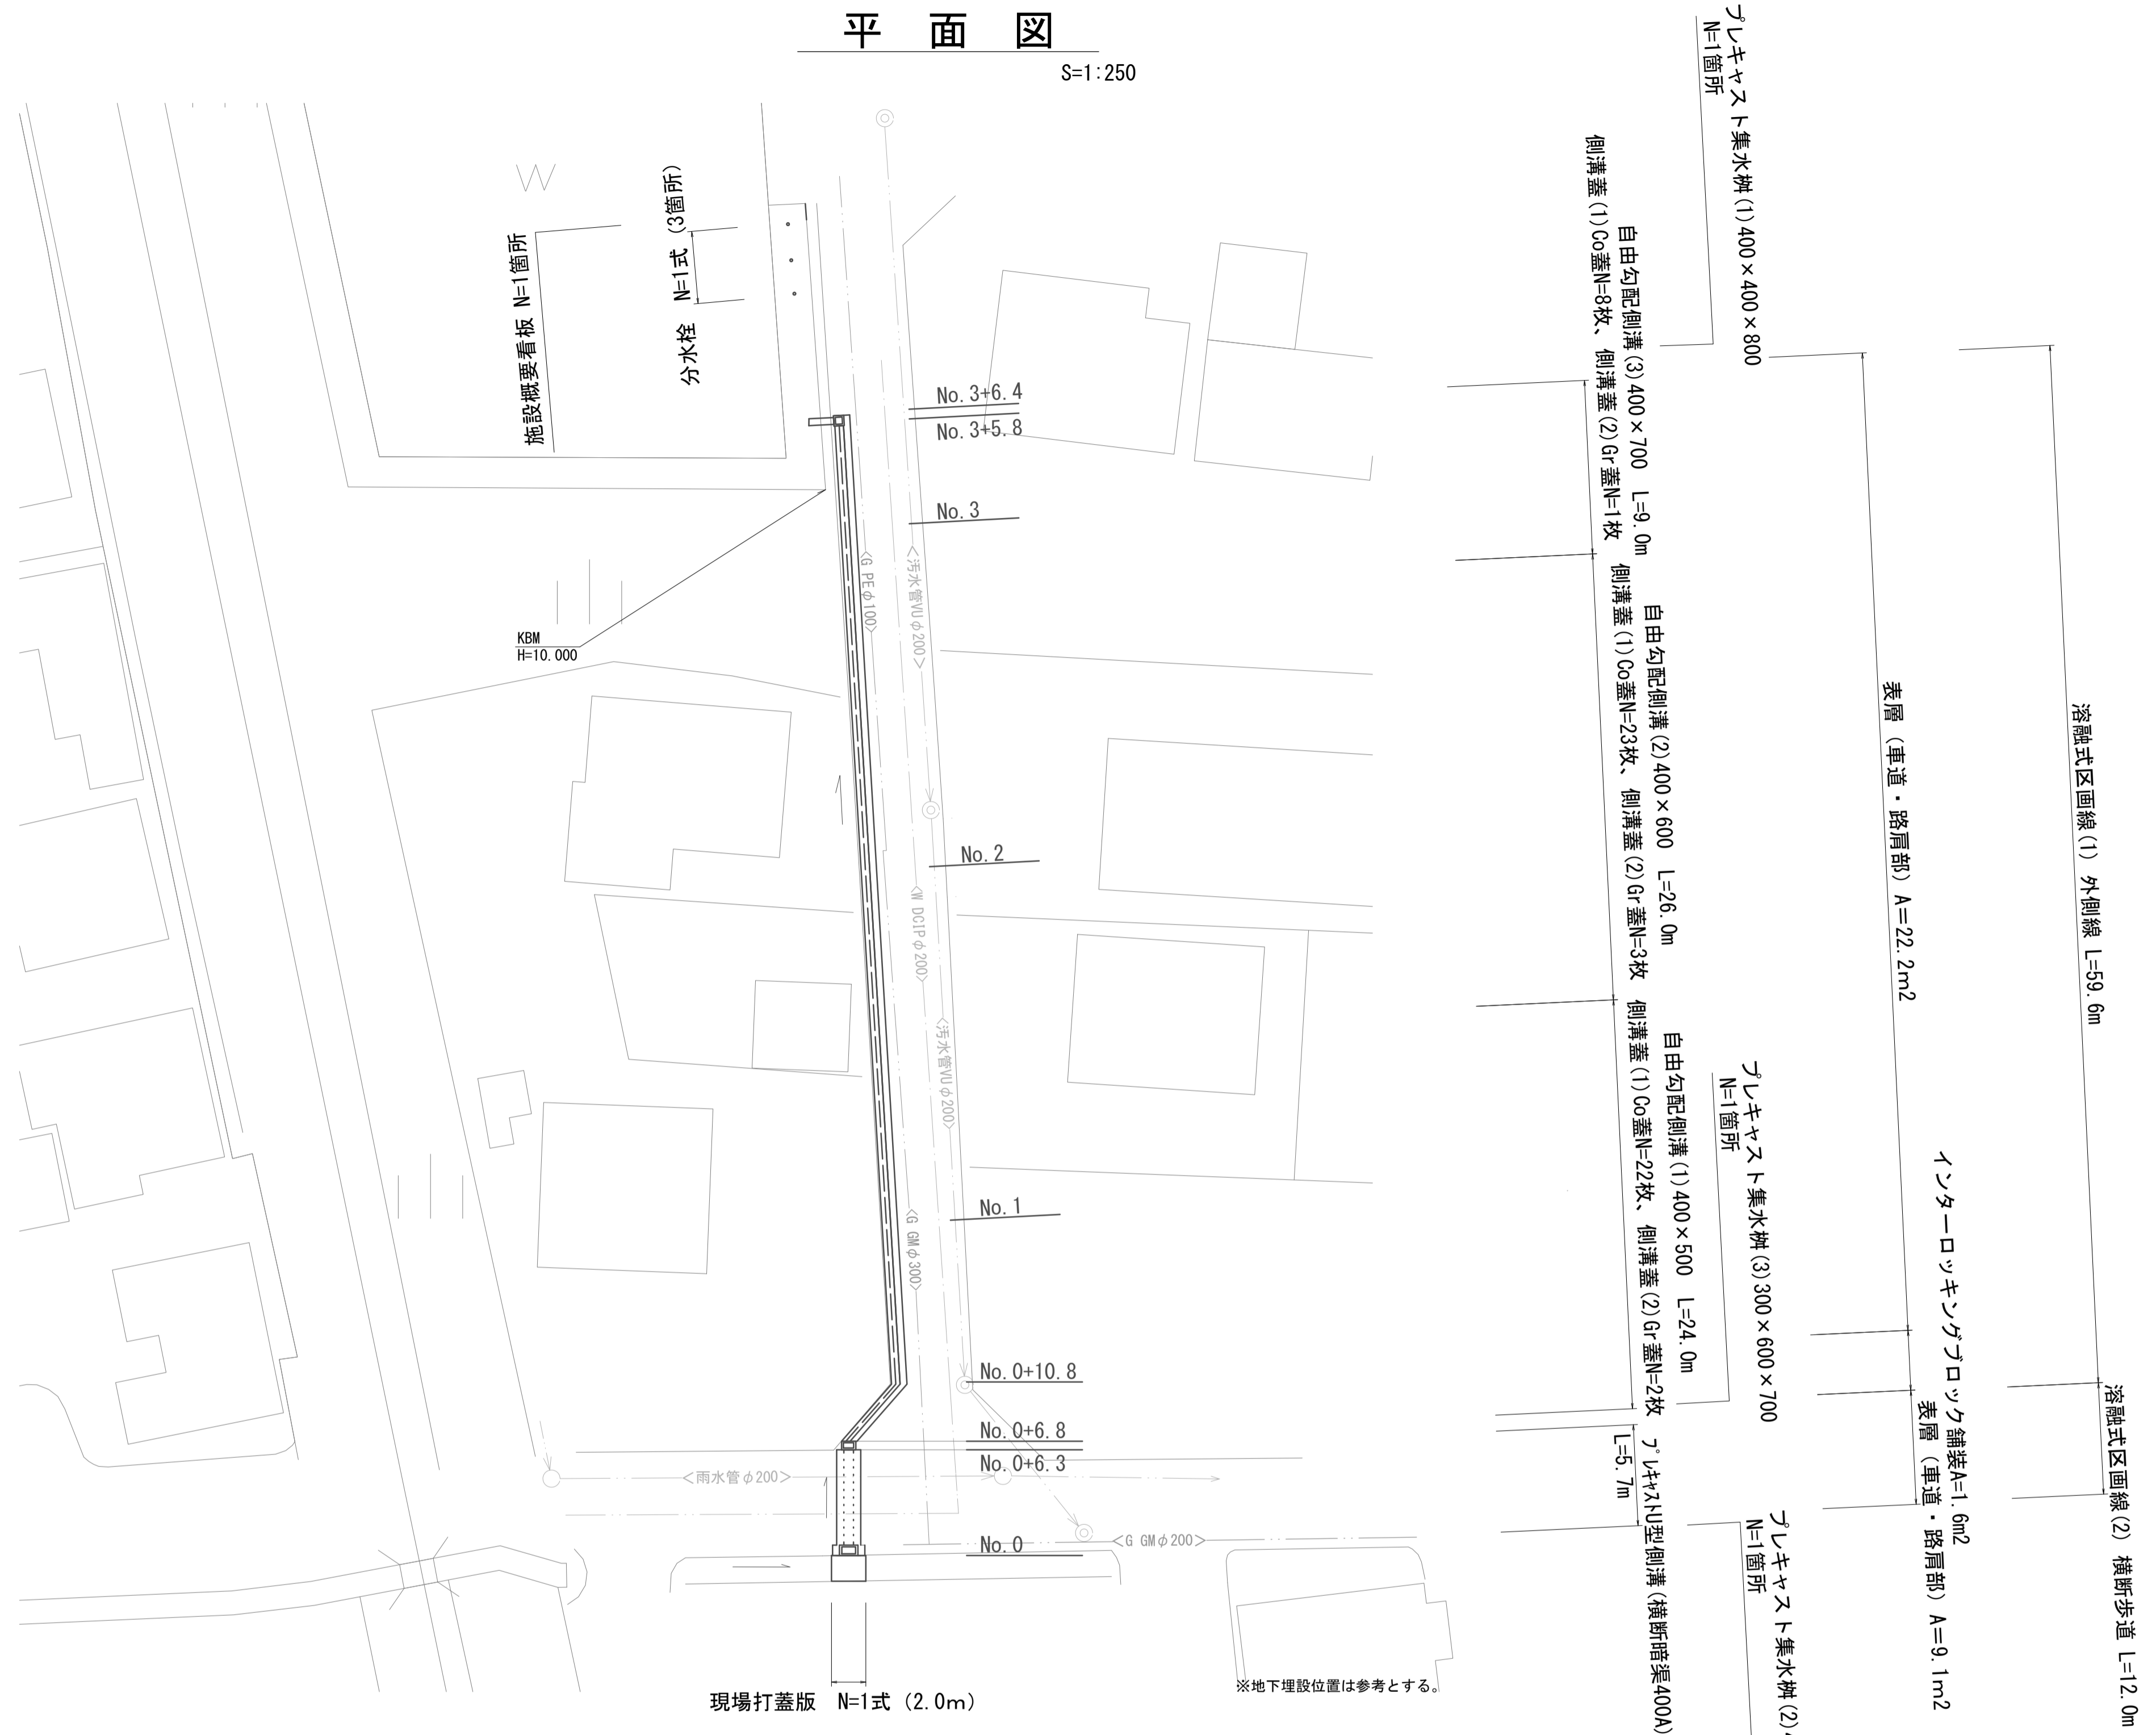 平面図
S=1:250
施設概要看板 N=1箇所
分水栓 N=1式 (3箇所)
KBM
H=10.000
No.3+6.4
No.3+5.8
No.3
No.2
No.1
No.0+10.8
No.0+6.8
No.0+6.3
No.0
<G PEφ100>
<汚水管VUφ200>
<W DCIPφ200>
<汚水管VUφ200>
<G GMφ300>
<雨水管φ200>
<G GMφ200>
現場打蓋版 N=1式 (2.0m)
※地下埋設位置は参考とする。
プレキャスト集水桝(1)400×400×800
N=1箇所
自由勾配側溝(3)400×700 L=9.0m
側溝蓋(1)Co蓋N=8枚、側溝蓋(2)Gr蓋N=1枚
自由勾配側溝(2)400×600 L=26.0m
側溝蓋(1)Co蓋N=23枚、側溝蓋(2)Gr蓋N=3枚
自由勾配側溝(1)400×500 L=24.0m
側溝蓋(1)Co蓋N=22枚、側溝蓋(2)Gr蓋N=2枚
プレキャスト集水桝(3)300×600×700
N=1箇所
プレキャストU型側溝(横断暗渠400A)
L=5.7m
プレキャスト集水桝(2)
N=1箇所
表層（車道・路肩部）A=22.2m2
インターロッキングブロック舗装A=1.6m2
表層（車道・路肩部）A=9.1m2
溶融式区画線(1) 外側線 L=59.6m
溶融式区画線(2) 横断歩道 L=12.0m